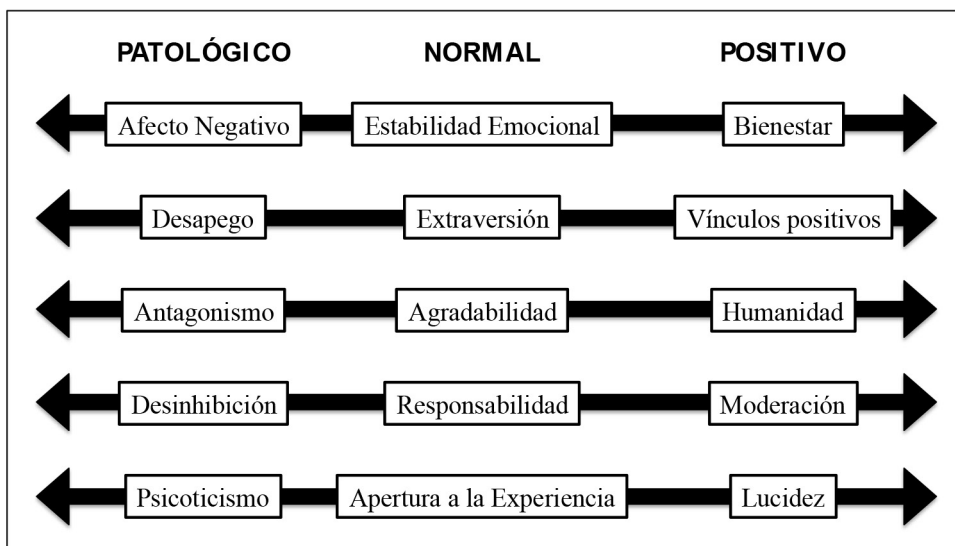 PATOLÓGICO NORMAL POSITIVO
Afecto Negativo Estabilidad Emocional Bienestar
Desapego Extraversión Vínculos positivos
Antagonismo Agradabilidad Humanidad
Desinhibición Responsabilidad Moderación
Psicoticismo Apertura a la Experiencia Lucidez